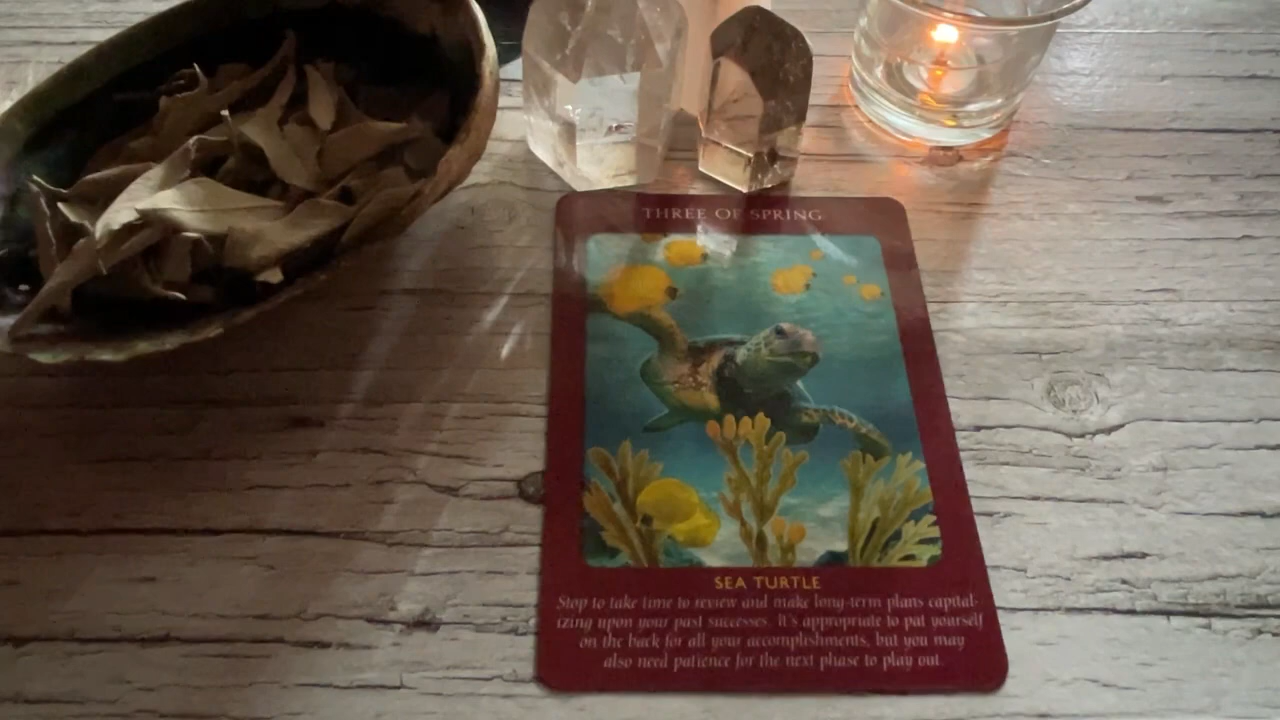 THREE OF SPRING
SEA TURTLE
Stop to take time to review and make long-term plans capital-
izing upon your past successes. It's appropriate to pat yourself
on the back for all your accomplishments, but you may
also need patience for the next phase to play out.